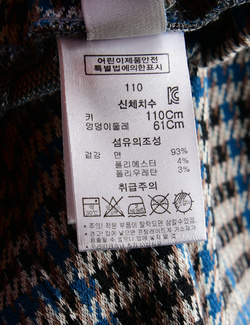 어린이제품안전
특별법에의한표시
110
신체치수
키 110Cm
엉덩이둘레 61Cm
섬유의조성
겉감 면 93%
폴리에스터 4%
폴리우레탄 3%
취급주의